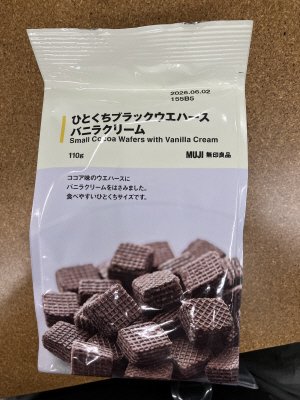 2026.06.02
155B5
ひとくちブラックウエハース
バニラクリーム
Small Cocoa Wafers with Vanilla Cream
110g
MUJI 無印良品
ココア味のウエハースに
バニラクリームをはさみました。
食べやすいひとくちサイズです。